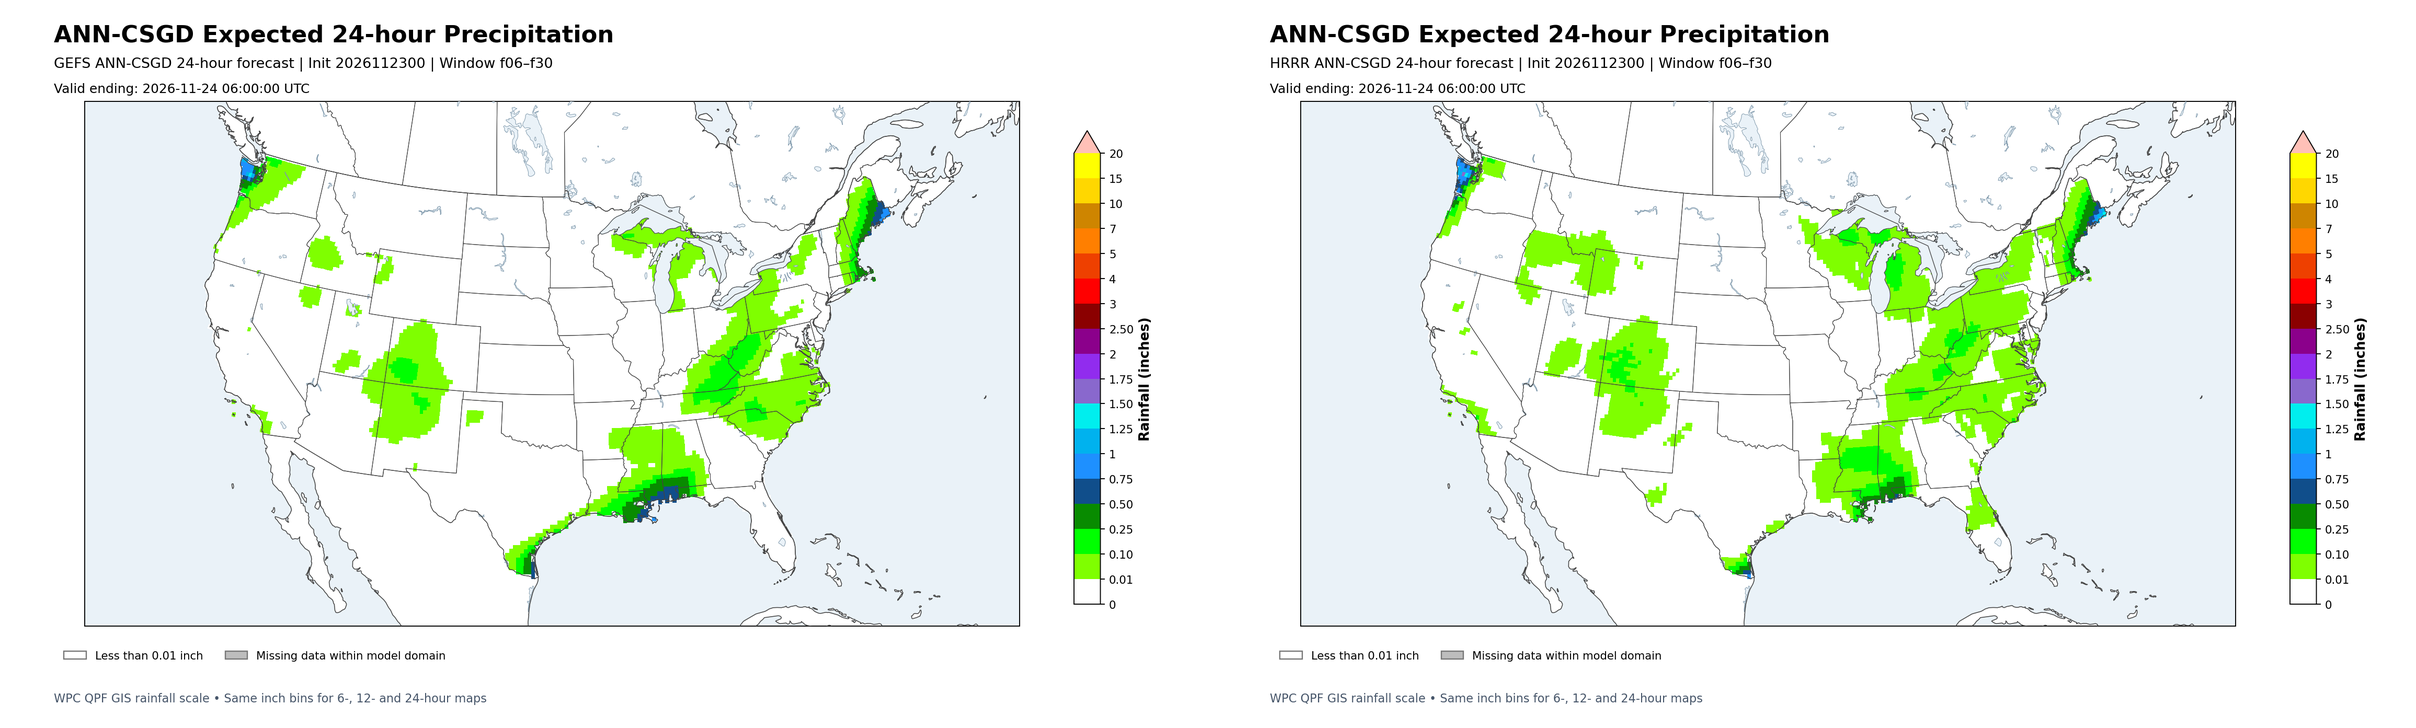 ANN-CSGD Expected 24-hour Precipitation
GEFS ANN-CSGD 24-hour forecast | Init 2026112300 | Window f06–f30
Valid ending: 2026-11-24 06:00:00 UTC
20
15
10
7
5
4
3
2.50
2
1.75
1.50
1.25
1
0.75
0.50
0.25
0.10
0.01
0
Rainfall (inches)
Less than 0.01 inch
Missing data within model domain
WPC QPF GIS rainfall scale • Same inch bins for 6-, 12- and 24-hour maps
ANN-CSGD Expected 24-hour Precipitation
HRRR ANN-CSGD 24-hour forecast | Init 2026112300 | Window f06–f30
Valid ending: 2026-11-24 06:00:00 UTC
20
15
10
7
5
4
3
2.50
2
1.75
1.50
1.25
1
0.75
0.50
0.25
0.10
0.01
0
Rainfall (inches)
Less than 0.01 inch
Missing data within model domain
WPC QPF GIS rainfall scale • Same inch bins for 6-, 12- and 24-hour maps